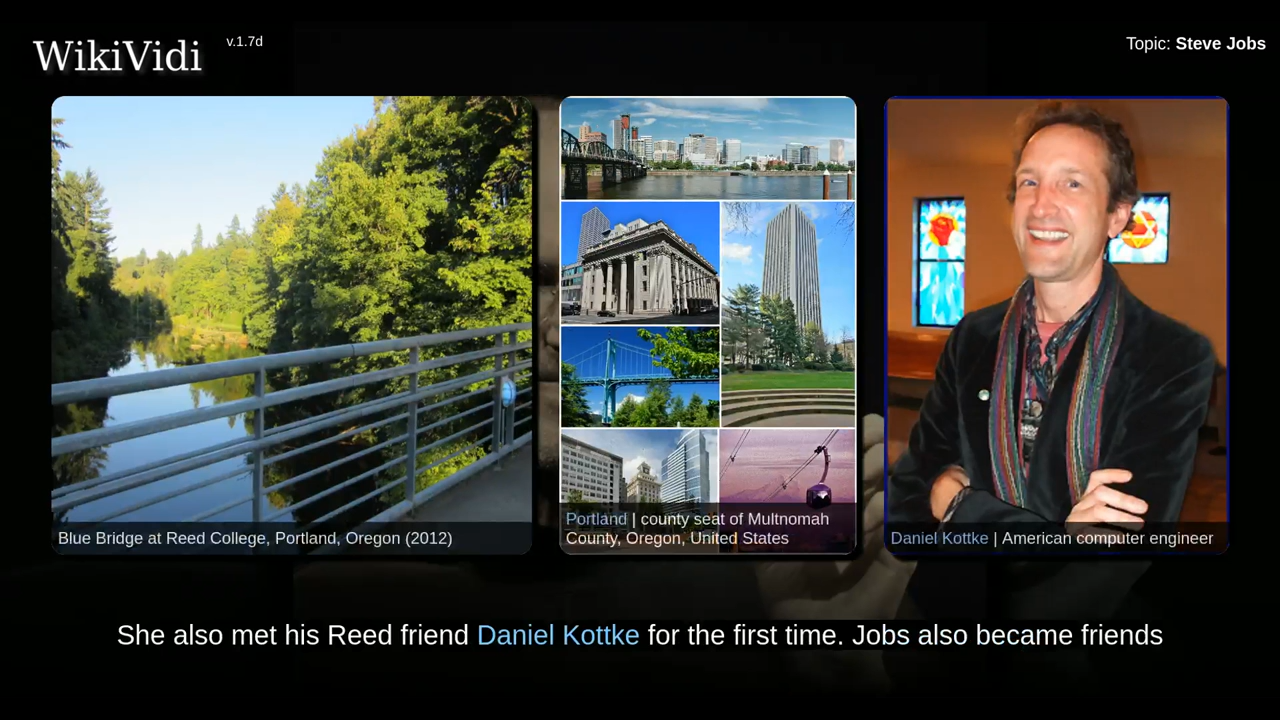 WikiVidi
v.1.7d
Topic: Steve Jobs
Blue Bridge at Reed College, Portland, Oregon (2012)
Portland | county seat of Multnomah
County, Oregon, United States
Daniel Kottke | American computer engineer
She also met his Reed friend Daniel Kottke for the first time. Jobs also became friends